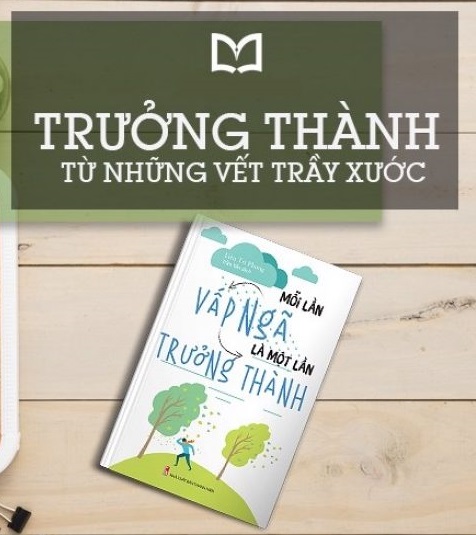 TRƯỞNG THÀNH
TỪ NHỮNG VẾT TRẦY XƯỚC
MỖI LẦN
VẤP NGÃ
LÀ MỘT LẦN
TRƯỞNG THÀNH